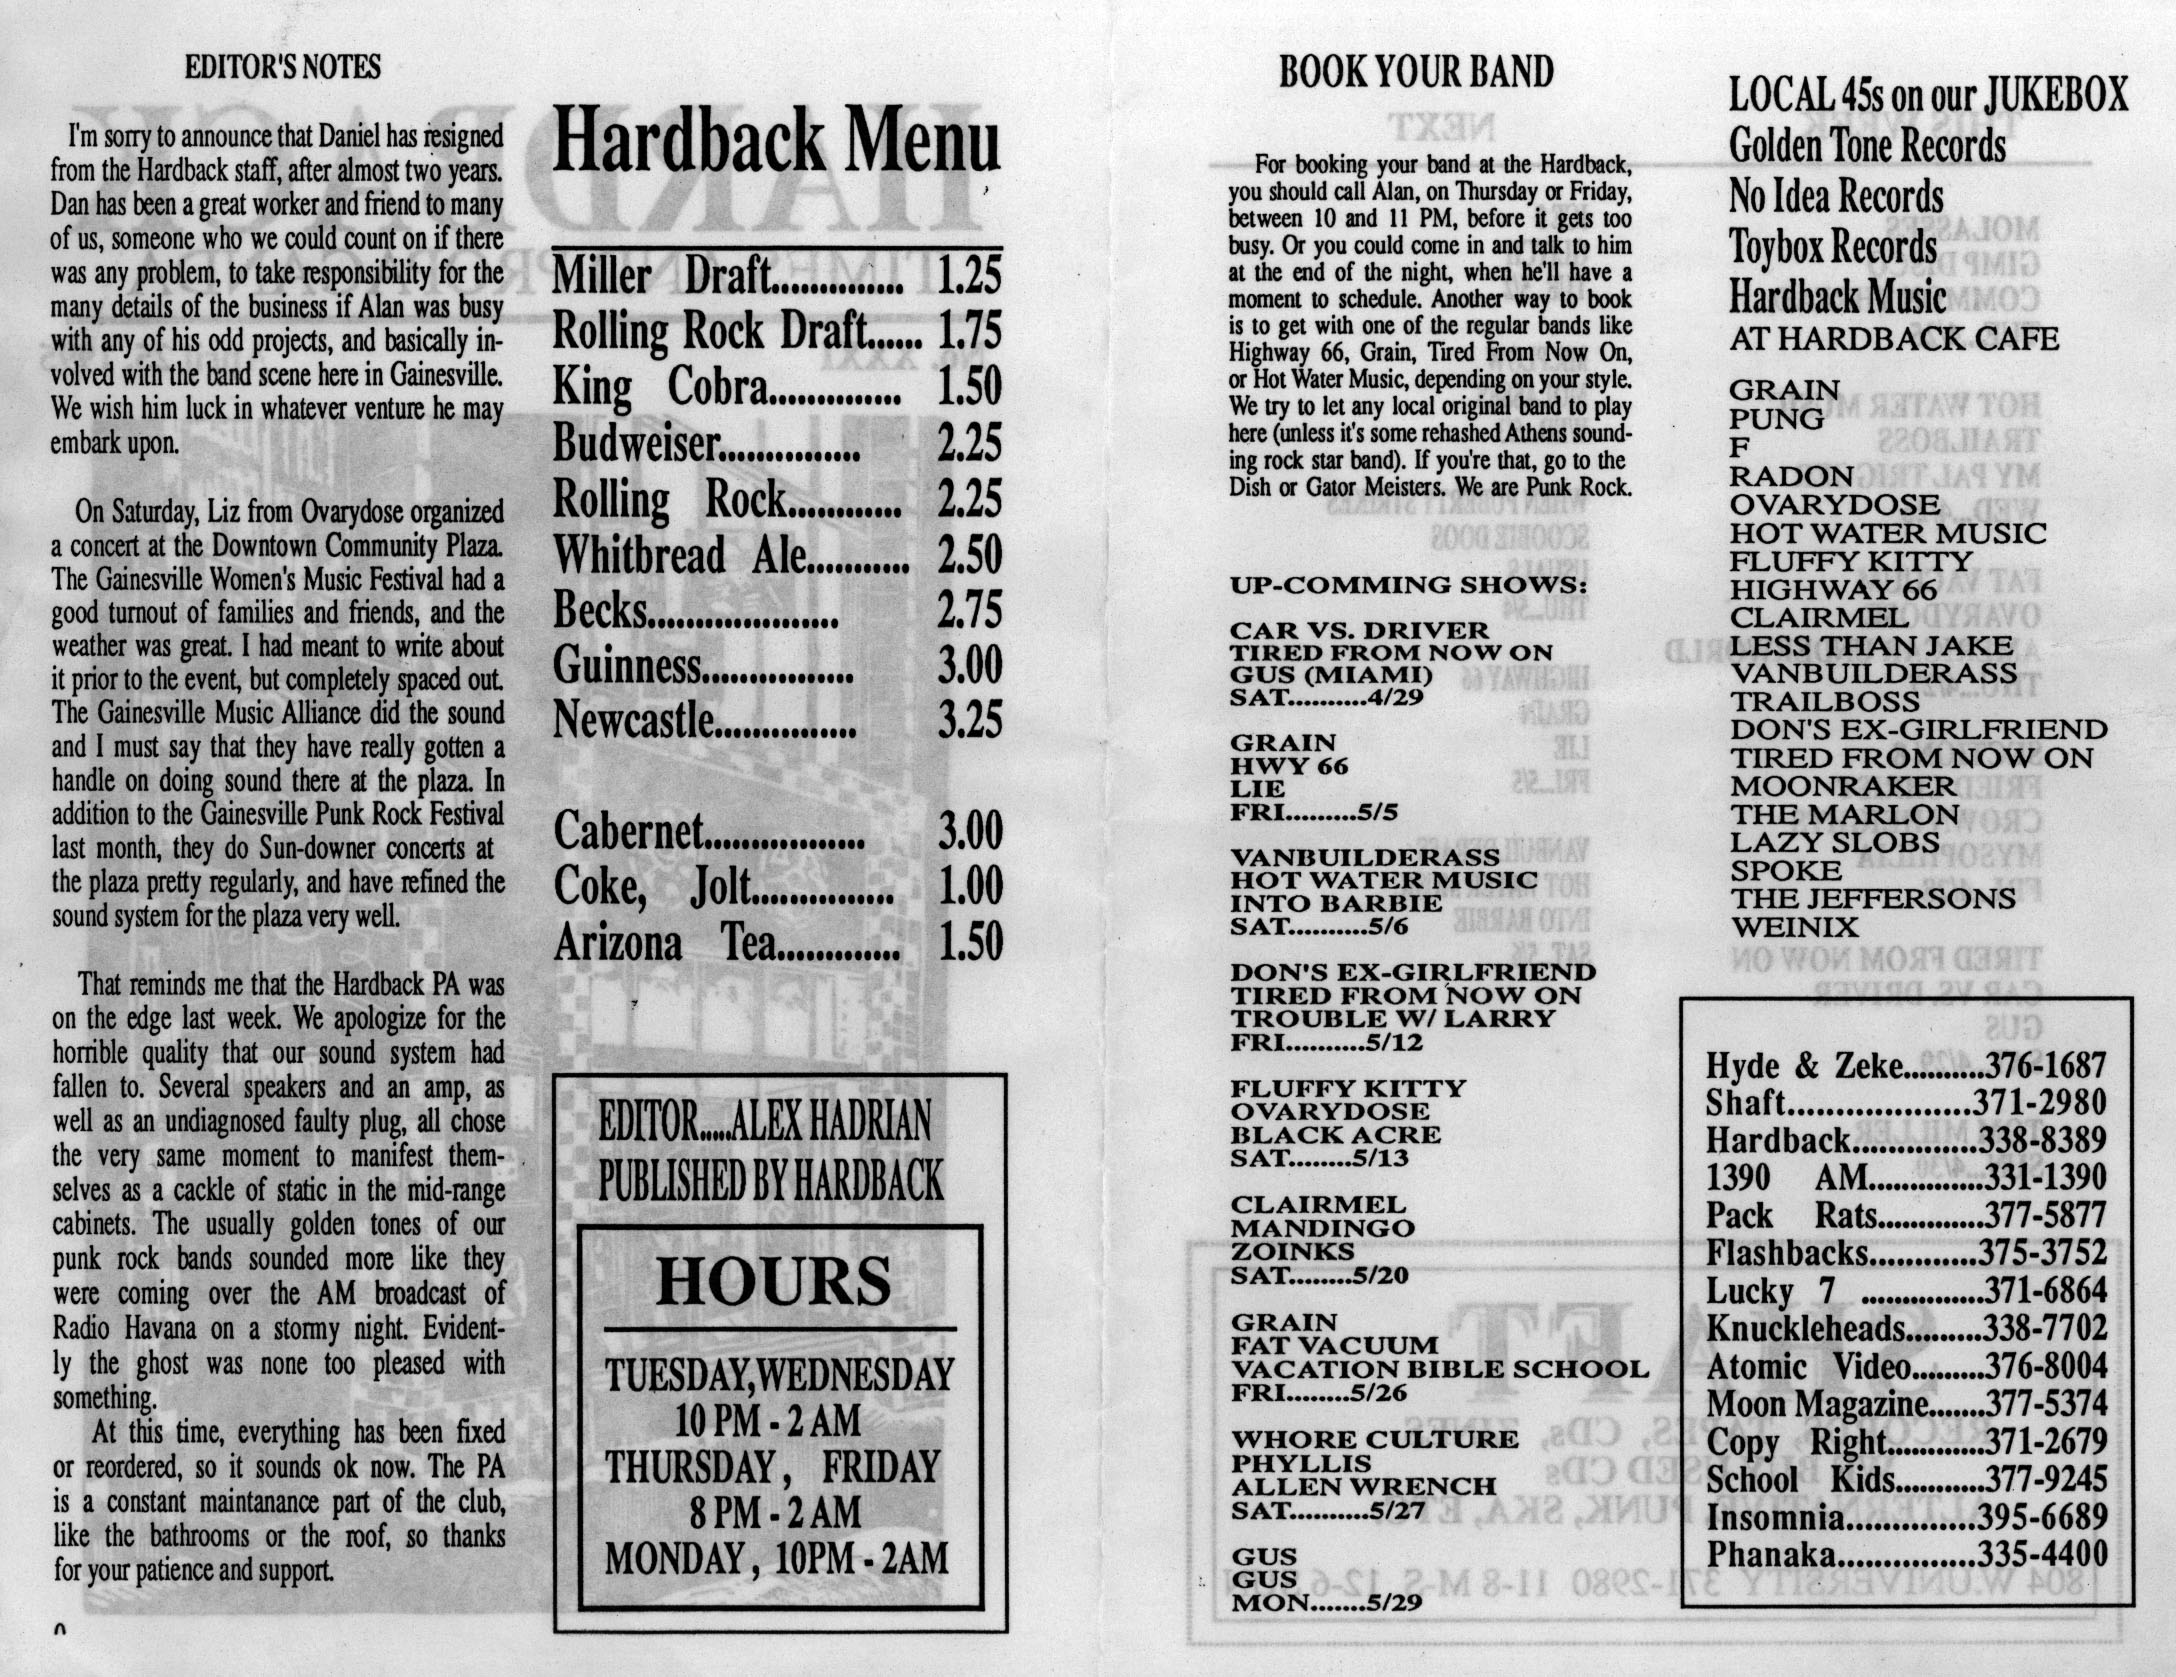 EDITOR'S NOTES
I'm sorry to announce that Daniel has resigned
from the Hardback staff, after almost two years.
Dan has been a great worker and friend to many
of us, someone who we could count on if there
was any problem, to take responsibility for the
many details of the business if Alan was busy
with any of his odd projects, and basically in-
volved with the band scene here in Gainesville.
We wish him luck in whatever venture he may
embark upon.
On Saturday, Liz from Ovarydose organized
a concert at the Downtown Community Plaza.
The Gainesville Women's Music Festival had a
good turnout of families and friends, and the
weather was great. I had meant to write about
it prior to the event, but completely spaced out.
The Gainesville Music Alliance did the sound
and I must say that they have really gotten a
handle on doing sound there at the plaza. In
addition to the Gainesville Punk Rock Festival
last month, they do Sun-downer concerts at
the plaza pretty regularly, and have refined the
sound system for the plaza very well.
That reminds me that the Hardback PA was
on the edge last week. We apologize for the
horrible quality that our sound system had
fallen to. Several speakers and an amp, as
well as an undiagnosed faulty plug, all chose
the very same moment to manifest them-
selves as a cackle of static in the mid-range
cabinets. The usually golden tones of our
punk rock bands sounded more like they
were coming over the AM broadcast of
Radio Havana on a stormy night. Evident-
ly the ghost was none too pleased with
something.
At this time, everything has been fixed
or reordered, so it sounds ok now. The PA
is a constant maintanance part of the club,
like the bathrooms or the roof, so thanks
for your patience and support.
Hardback Menu
Miller Draft.............. 1.25
Rolling Rock Draft...... 1.75
King Cobra.............. 1.50
Budweiser............... 2.25
Rolling Rock............ 2.25
Whitbread Ale........... 2.50
Becks.................... 2.75
Guinness................ 3.00
Newcastle............... 3.25
Cabernet................. 3.00
Coke, Jolt............... 1.00
Arizona Tea............. 1.50
EDITOR.....ALEX HADRIAN
PUBLISHED BY HARDBACK
HOURS
TUESDAY,WEDNESDAY
10 PM - 2 AM
THURSDAY, FRIDAY
8 PM - 2 AM
MONDAY, 10PM - 2AM
BOOK YOUR BAND
For booking your band at the Hardback,
you should call Alan, on Thursday or Friday,
between 10 and 11 PM, before it gets too
busy. Or you could come in and talk to him
at the end of the night, when he'll have a
moment to schedule. Another way to book
is to get with one of the regular bands like
Highway 66, Grain, Tired From Now On,
or Hot Water Music, depending on your style.
We try to let any local original band to play
here (unless it's some rehashed Athens sound-
ing rock star band). If you're that, go to the
Dish or Gator Meisters. We are Punk Rock.
UP-COMMING SHOWS:
CAR VS. DRIVER
TIRED FROM NOW ON
GUS (MIAMI)
SAT..........4/29
GRAIN
HWY 66
LIE
FRI.........5/5
VANBUILDERASS
HOT WATER MUSIC
INTO BARBIE
SAT..........5/6
DON'S EX-GIRLFRIEND
TIRED FROM NOW ON
TROUBLE W/ LARRY
FRI..........5/12
FLUFFY KITTY
OVARYDOSE
BLACK ACRE
SAT........5/13
CLAIRMEL
MANDINGO
ZOINKS
SAT........5/20
GRAIN
FAT VACUUM
VACATION BIBLE SCHOOL
FRI........5/26
WHORE CULTURE
PHYLLIS
ALLEN WRENCH
SAT..........5/27
GUS
GUS
MON.......5/29
LOCAL 45s on our JUKEBOX
Golden Tone Records
No Idea Records
Toybox Records
Hardback Music
AT HARDBACK CAFE
GRAIN
PUNG
F
RADON
OVARYDOSE
HOT WATER MUSIC
FLUFFY KITTY
HIGHWAY 66
CLAIRMEL
LESS THAN JAKE
VANBUILDERASS
TRAILBOSS
DON'S EX-GIRLFRIEND
TIRED FROM NOW ON
MOONRAKER
THE MARLON
LAZY SLOBS
SPOKE
THE JEFFERSONS
WEINIX
Hyde & Zeke..........376-1687
Shaft.......................371-2980
Hardback...............338-8389
1390 AM...............331-1390
Pack Rats.............377-5877
Flashbacks.............375-3752
Lucky 7 ...............371-6864
Knuckleheads.........338-7702
Atomic Video.........376-8004
Moon Magazine.......377-5374
Copy Right............371-2679
School Kids...........377-9245
Insomnia................395-6689
Phanaka.................335-4400